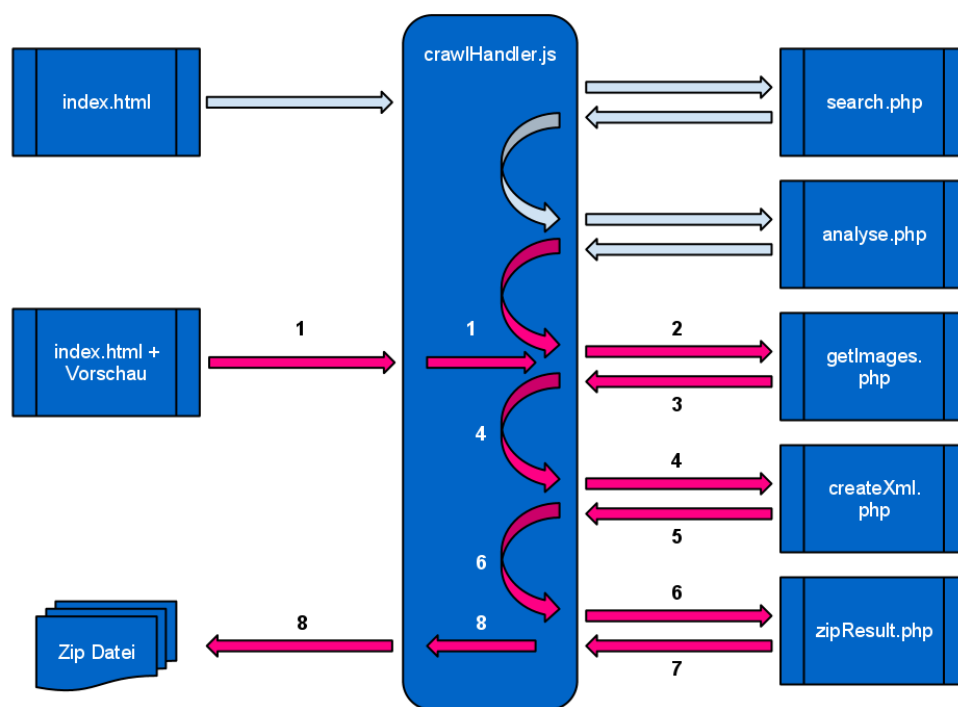 crawlHandler.js
index.html
search.php
analyse.php
index.html +
Vorschau
1
1
2
getImages.
php
3
4
4
createXml.
php
5
6
6
zipResult.php
7
8
8
Zip Datei